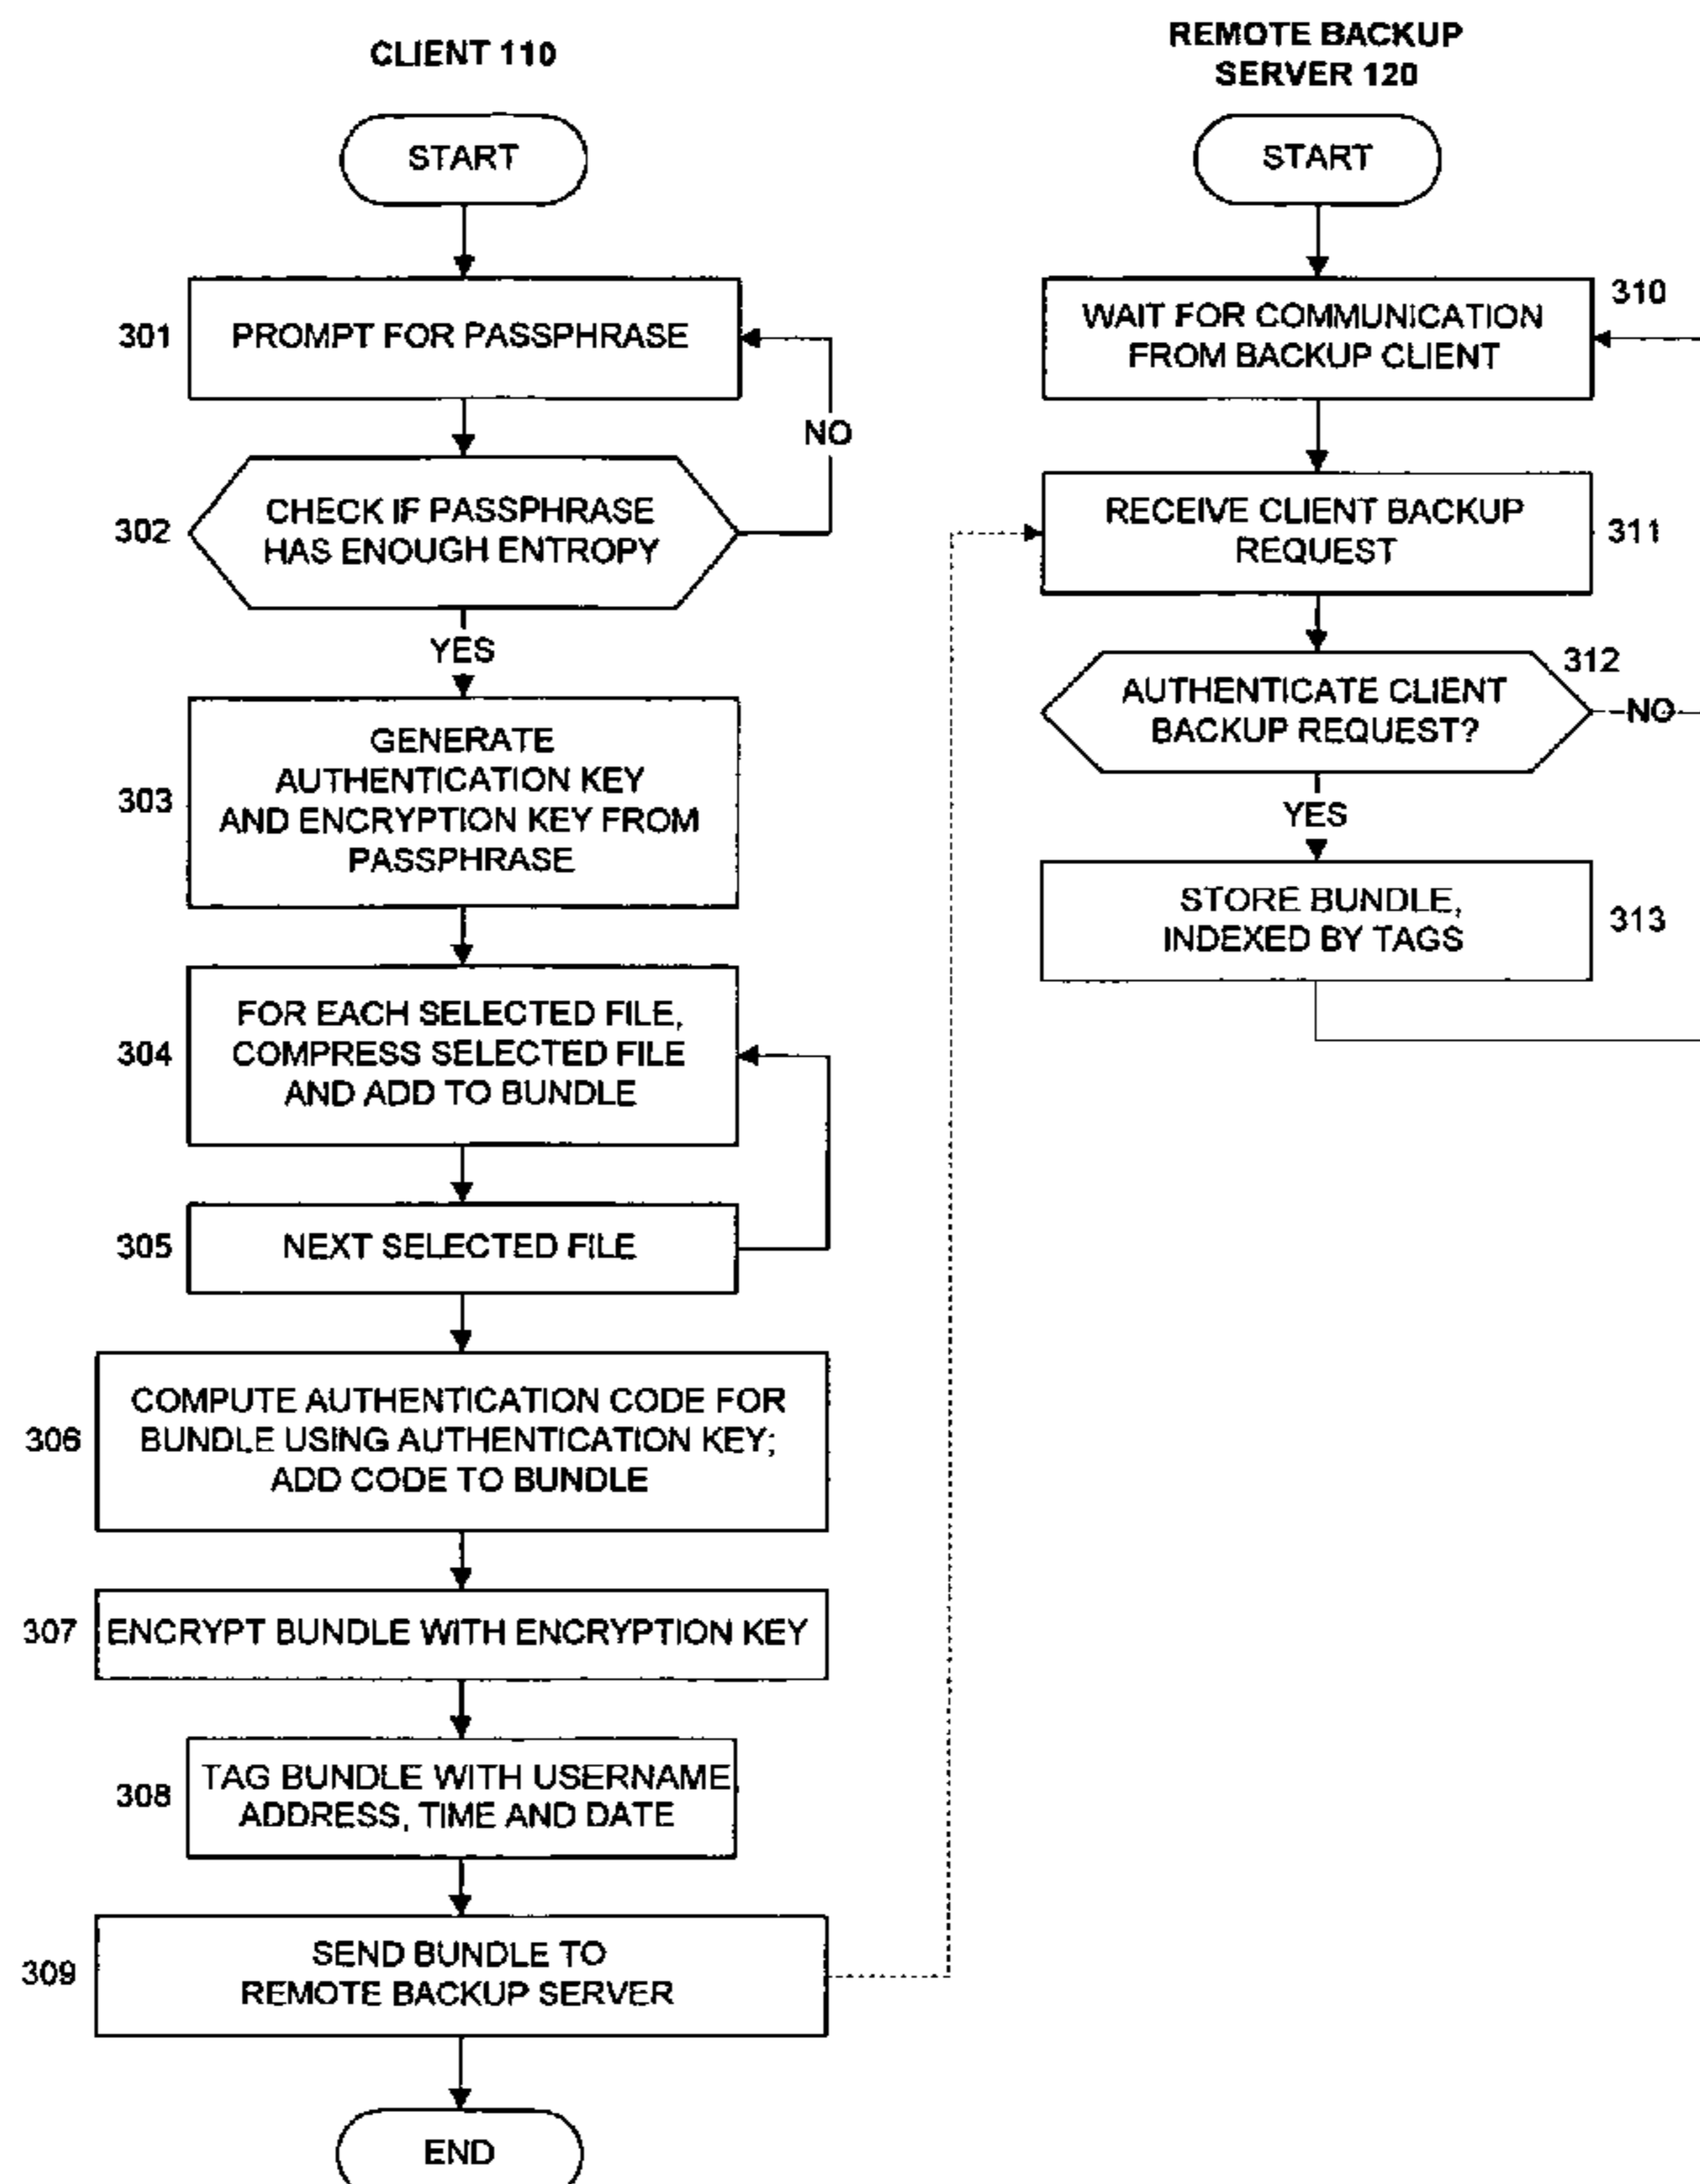 CLIENT 110
START
301
PROMPT FOR PASSPHRASE
NO
302
CHECK IF PASSPHRASE
HAS ENOUGH ENTROPY
YES
303
GENERATE
AUTHENTICATION KEY
AND ENCRYPTION KEY FROM
PASSPHRASE
304
FOR EACH SELECTED FILE,
COMPRESS SELECTED FILE
AND ADD TO BUNDLE
305
NEXT SELECTED FILE
306
COMPUTE AUTHENTICATION CODE FOR
BUNDLE USING AUTHENTICATION KEY;
ADD CODE TO BUNDLE
307
ENCRYPT BUNDLE WITH ENCRYPTION KEY
308
TAG BUNDLE WITH USERNAME
ADDRESS, TIME AND DATE
309
SEND BUNDLE TO
REMOTE BACKUP SERVER
END
REMOTE BACKUP
SERVER 120
START
310
WAIT FOR COMMUNICATION
FROM BACKUP CLIENT
RECEIVE CLIENT BACKUP
REQUEST
311
312
AUTHENTICATE CLIENT
BACKUP REQUEST?
NO
YES
STORE BUNDLE,
INDEXED BY TAGS
313